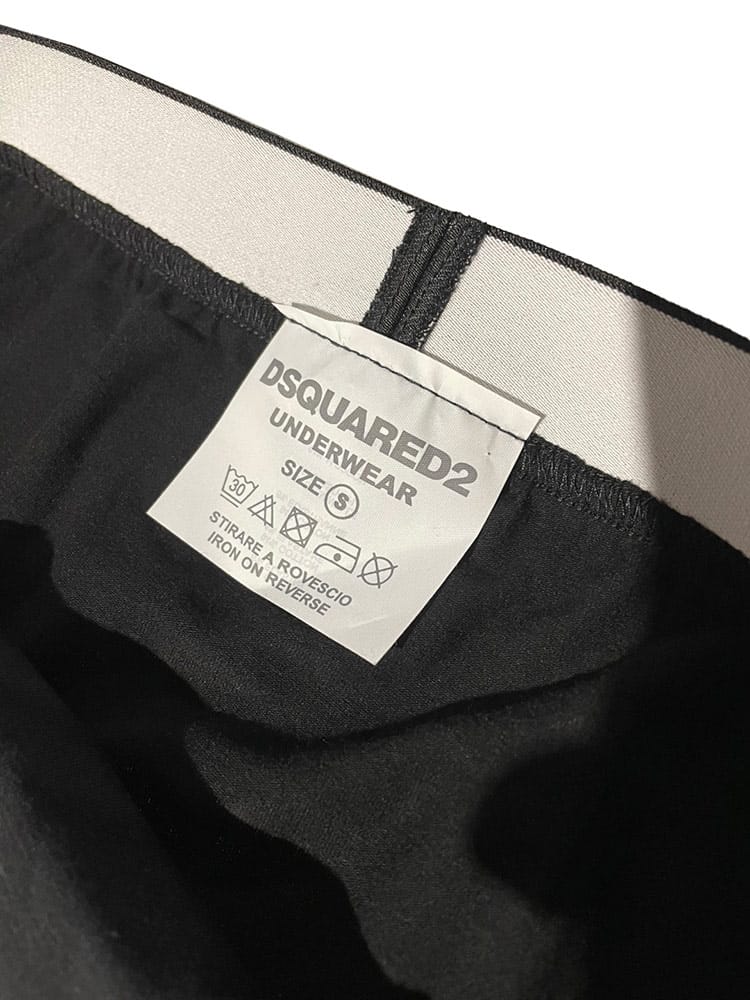 DSQUARED2
UNDERWEAR
SIZE S
30
STIRARE A ROVESCIO
IRON ON REVERSE